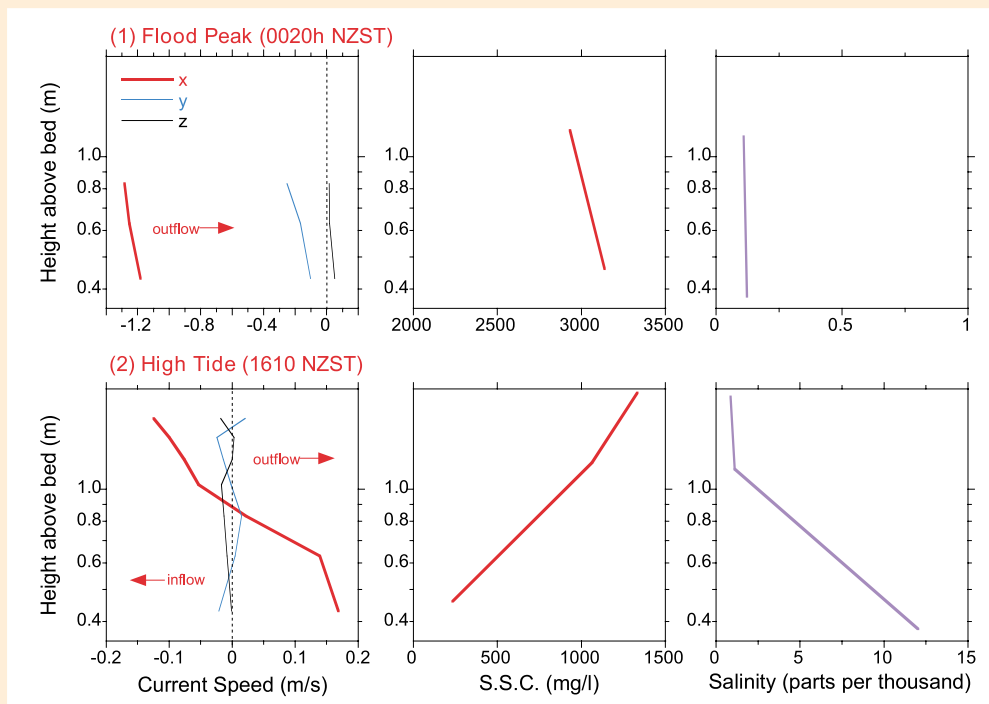 (1) Flood Peak (0020h NZST)
Height above bed (m)
x
y
z
outflow
1.0
0.8
0.6
0.4
-1.2 -0.8 -0.4 0
1.0
0.8
0.6
0.4
2000 2500 3000 3500
1.0
0.8
0.6
0.4
0 0.5 1
(2) High Tide (1610 NZST)
Height above bed (m)
outflow
inflow
1.0
0.8
0.6
0.4
-0.2 -0.1 0 0.1 0.2
Current Speed (m/s)
1.0
0.8
0.6
0.4
0 500 1000 1500
S.S.C. (mg/l)
1.0
0.8
0.6
0.4
0 5 10 15
Salinity (parts per thousand)